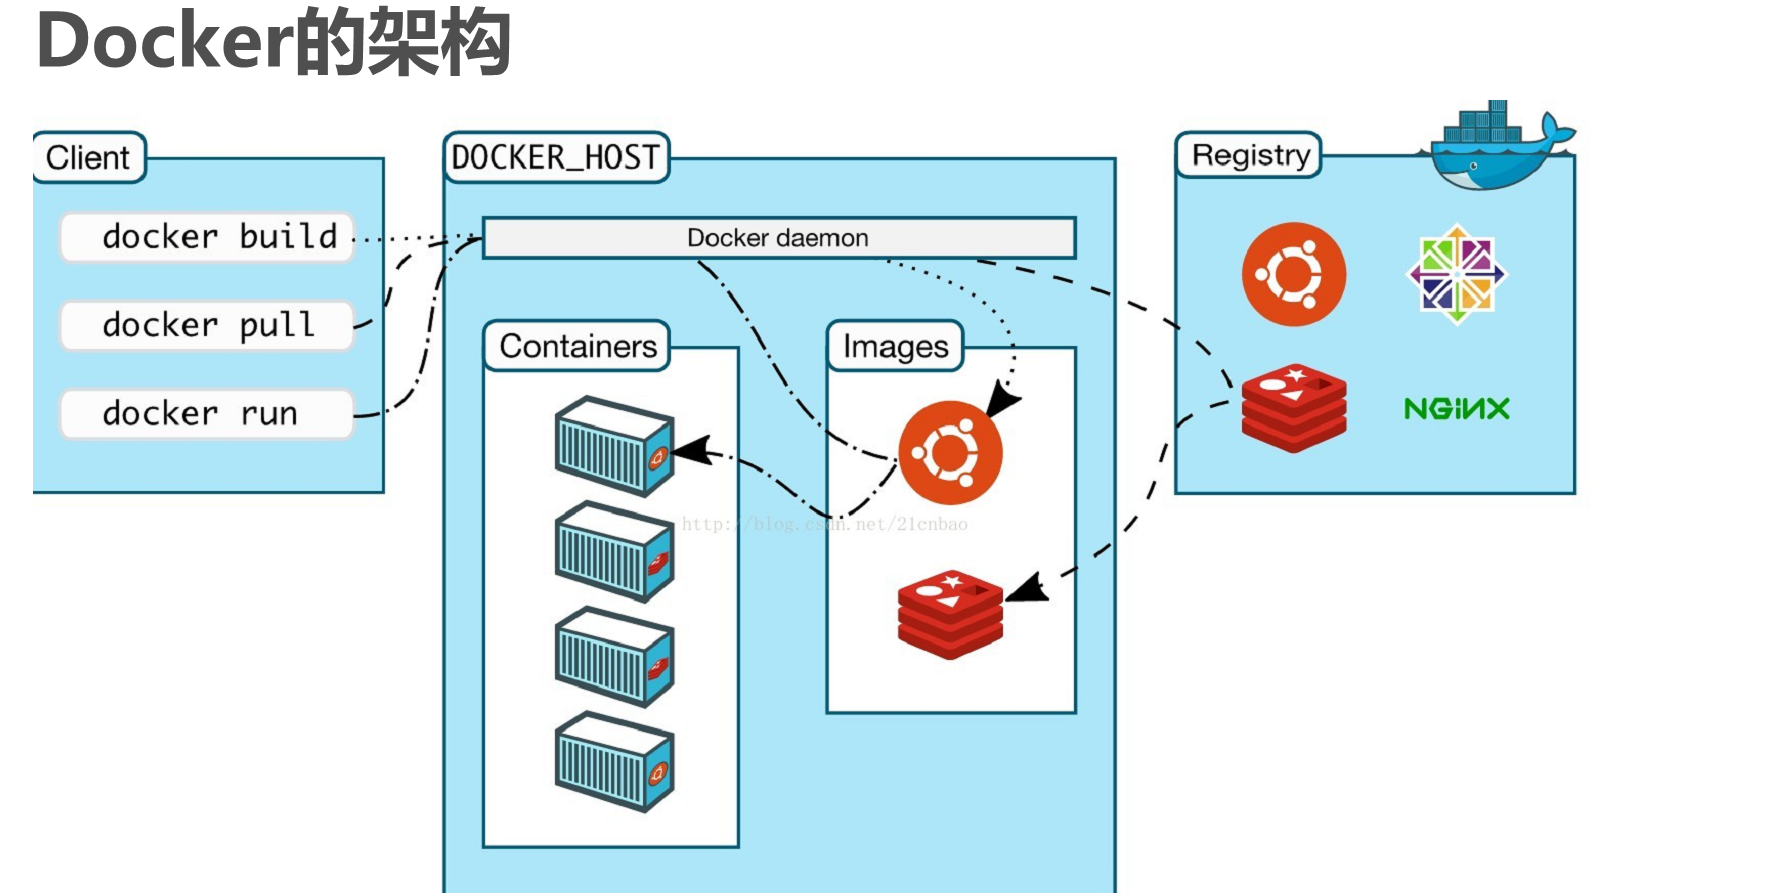 Docker的架构
Client
docker build
docker pull
docker run
DOCKER_HOST
Docker daemon
Containers
Images
http://blog.csdn.net/21cnbao
Registry
NGiNX